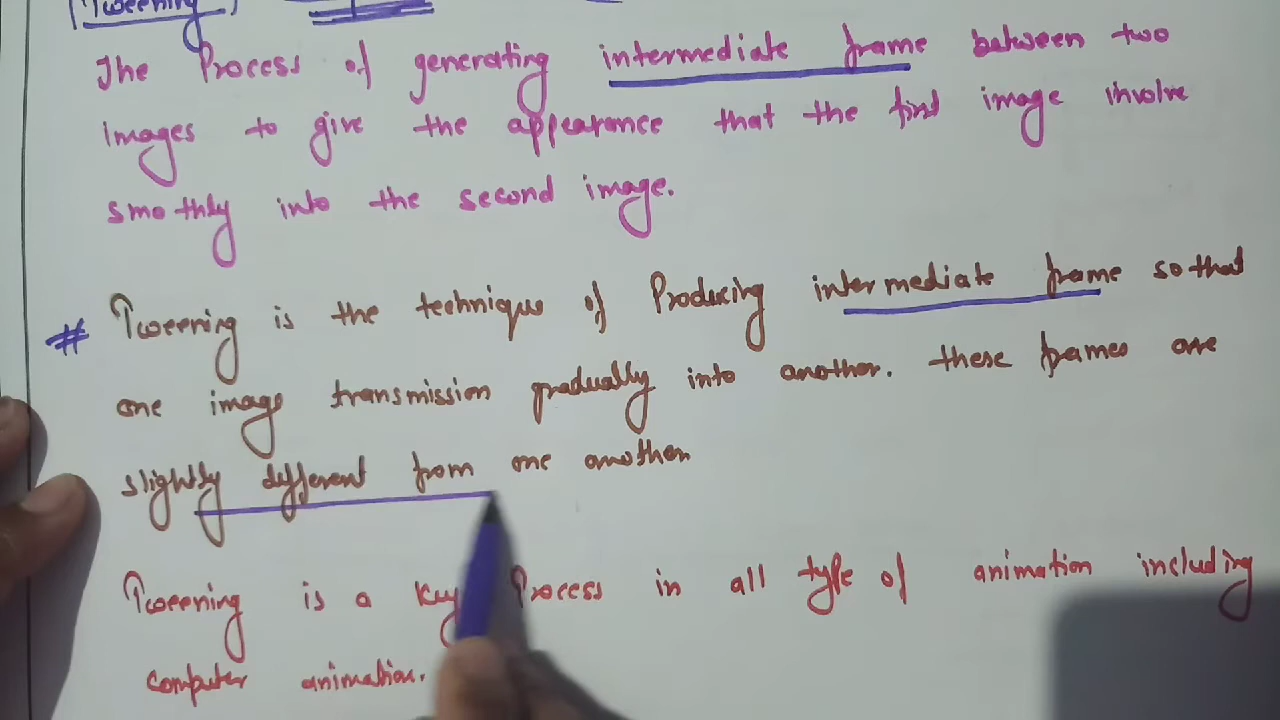 Tweening
The Process of generating intermediate frame between two
images to give the appearance that the first image involve
smothly into the second image.
# Tweening is the technique of Producing intermediate frame so that
one image transmission gradually into another. these frames are
slightly different from one another
Tweening is a key Process in all type of animation including
computer animation.